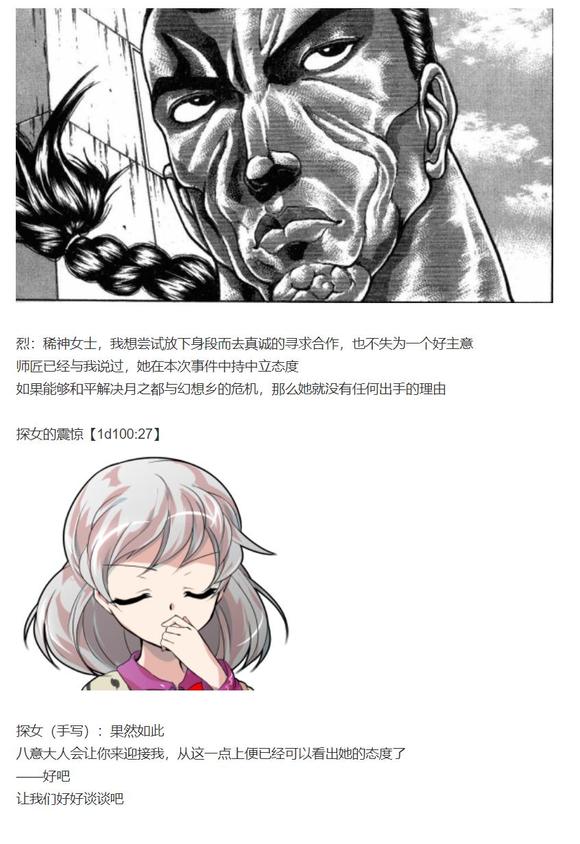 烈：稀神女士，我想尝试放下身段而去真诚的寻求合作，也不失为一个好主意
师匠已经与我说过，她在本次事件中持中立态度
如果能够和平解决月之都与幻想乡的危机，那么她就没有任何出手的理由
探女的震惊【1d100:27】
探女（手写）：果然如此
八意大人会让你来迎接我，从这一点上便已经可以看出她的态度了
——好吧
让我们好好谈谈吧